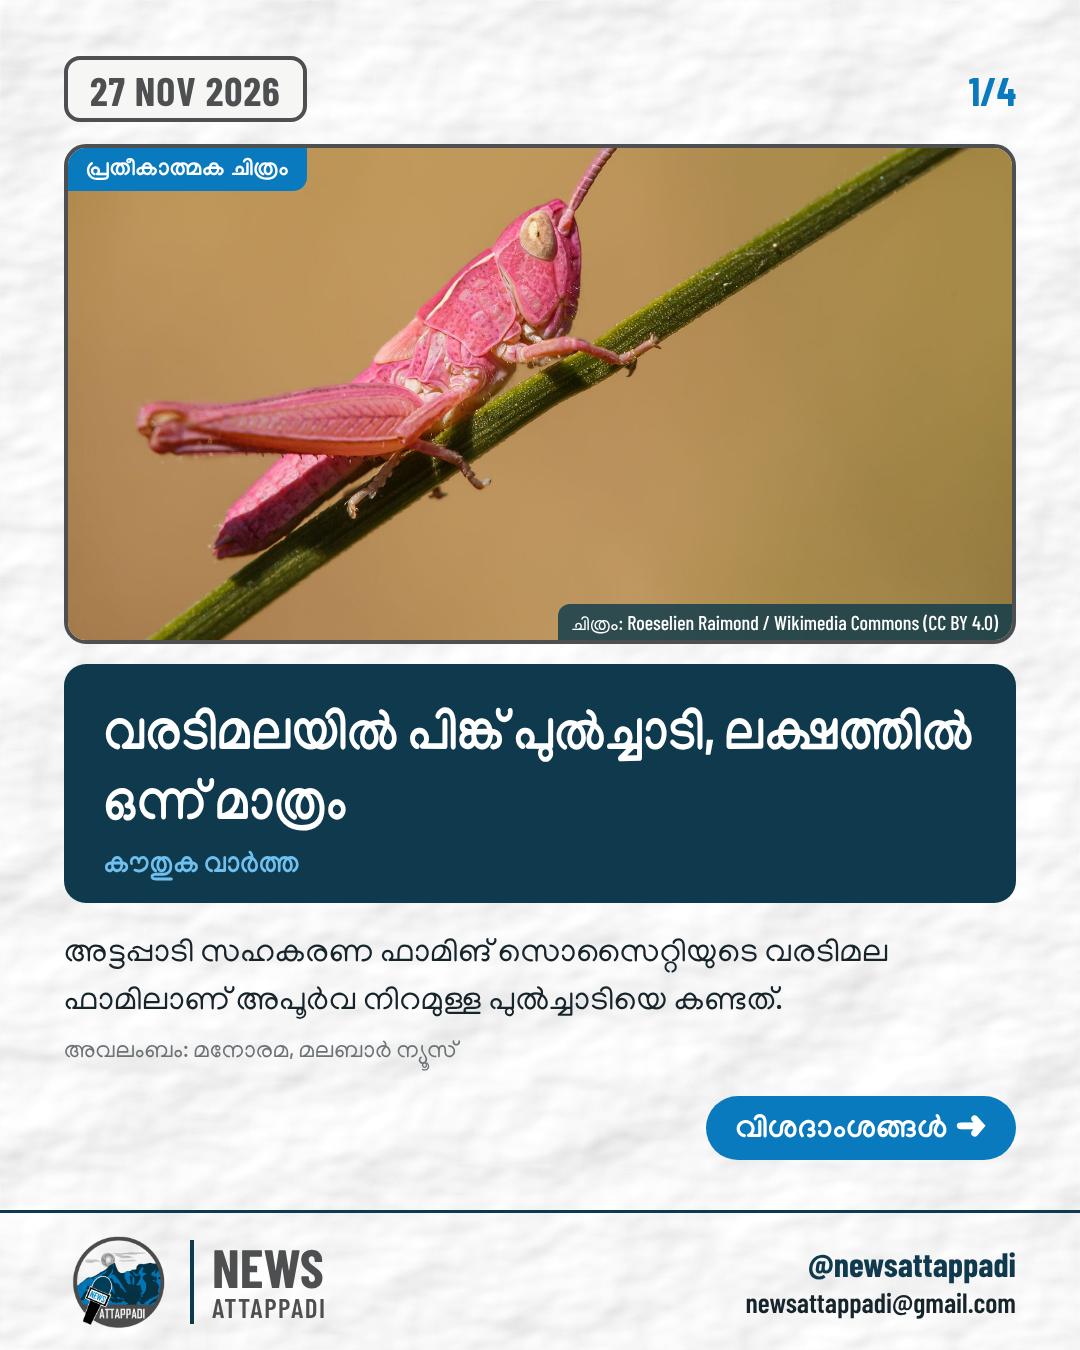 27 NOV 2026
1/4
പ്രതീകാത്മക ചിത്രം
ചിത്രം: Roeselien Raimond / Wikimedia Commons (CC BY 4.0)
വരടിമലയിൽ പിങ്ക് പുൽച്ചാടി, ലക്ഷത്തിൽ
ഒന്ന് മാത്രം
കൗതുക വാർത്ത
അട്ടപ്പാടി സഹകരണ ഫാമിങ് സൊസൈറ്റിയുടെ വരടിമല
ഫാമിലാണ് അപൂർവ നിറമുള്ള പുൽച്ചാടിയെ കണ്ടത്.
അവലംബം: മനോരമ, മലബാർ ന്യൂസ്
വിശദാംശങ്ങൾ ➜
NEWS
ATTAPPADI
NEWS
ATTAPPADI
@newsattappadi
newsattappadi@gmail.com